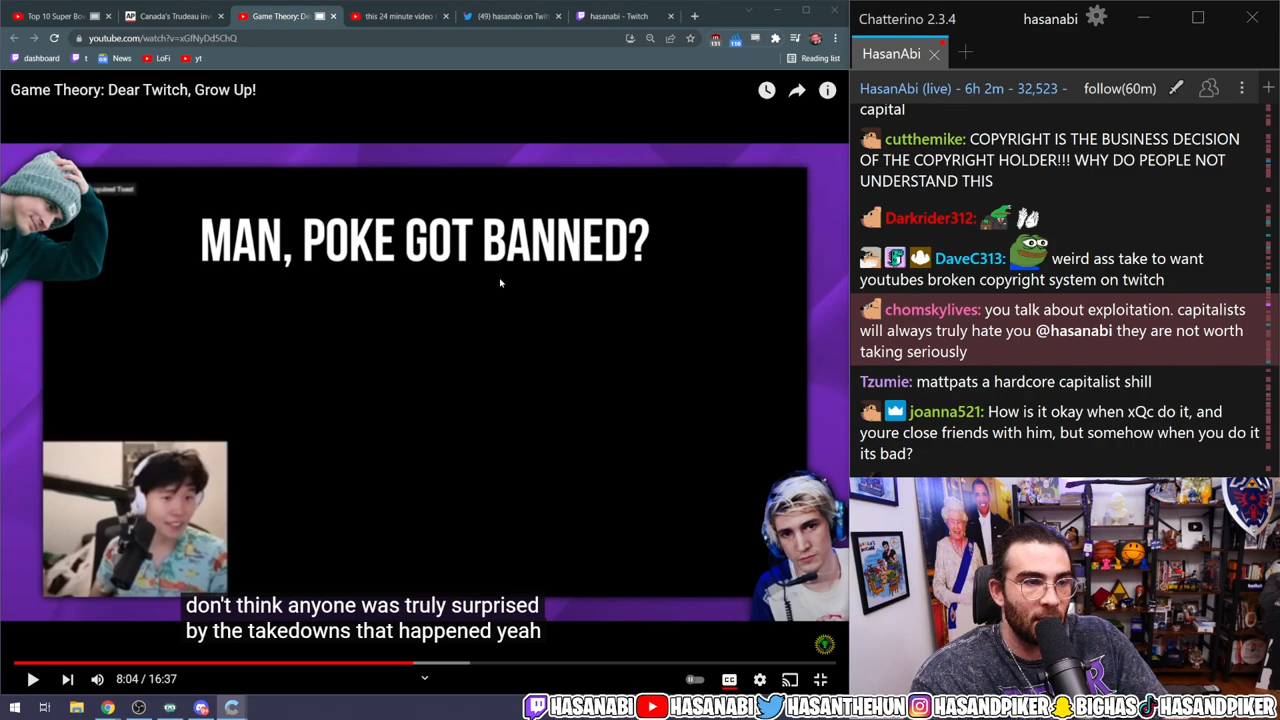 Top 10 Super Bow
Canada's Trudeau inv
Game Theory: De
this 24 minute video
(49) hasanabi on Twit
hasanabi - Twitch
youtube.com/watch?v=xGfNyDd5ChQ
131
110
dashboard
t
News
LoFi
yt
Reading list
Game Theory: Dear Twitch, Grow Up!
MAN, POKE GOT BANNED?
don't think anyone was truly surprised
by the takedowns that happened yeah
8:04 / 16:37
Chatterino 2.3.4
hasanabi
HasanAbi
HasanAbi (live) - 6h 2m - 32,523 -
follow(60m)
capital
cutthemike: COPYRIGHT IS THE BUSINESS DECISION
OF THE COPYRIGHT HOLDER!!! WHY DO PEOPLE NOT
UNDERSTAND THIS
Darkrider312:
DaveC313: weird ass take to want
youtubes broken copyright system on twitch
chomskylives: you talk about exploitation. capitalists
will always truly hate you @hasanabi they are not worth
taking seriously
Tzumie: mattpats a hardcore capitalist shill
joanna521: How is it okay when xQc do it, and
youre close friends with him, but somehow when you do it
its bad?
HASANABI
HASANABI
HASANTHEHUN
HASANDPIKER
BIGHAS
HASANDPIKER